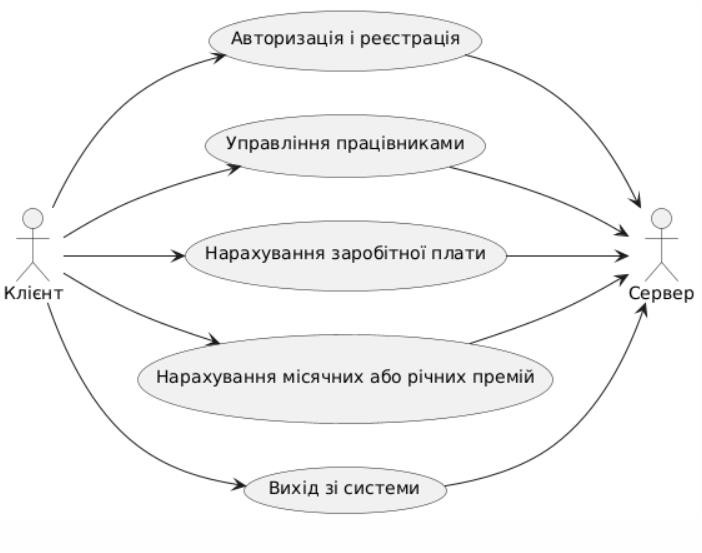 Авторизація і реєстрація
Управління працівниками
Нарахування заробітної плати
Клієнт
Сервер
Нарахування місячних або річних премій
Вихід зі системи